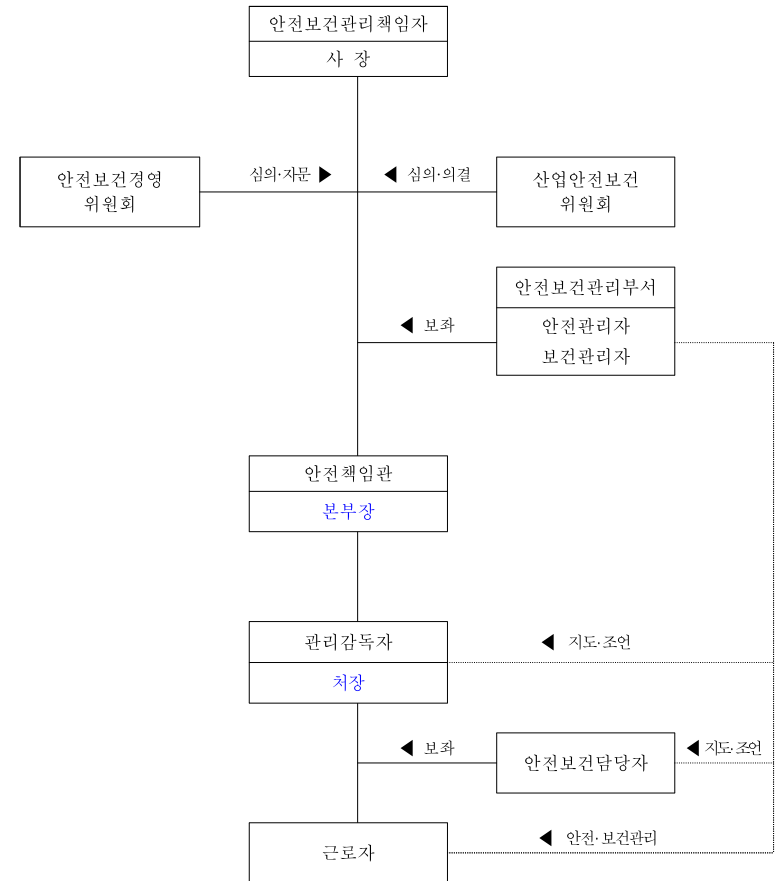 안전보건관리책임자
사 장
안전보건경영
위원회
심의·자문 ▶
◀ 심의·의결
산업안전보건
위원회
안전보건관리부서
안전관리자
보건관리자
◀ 보좌
안전책임관
본부장
관리감독자
처장
◀ 지도·조언
◀ 보좌
안전보건담당자
◀ 지도·조언
근로자
◀ 안전·보건관리